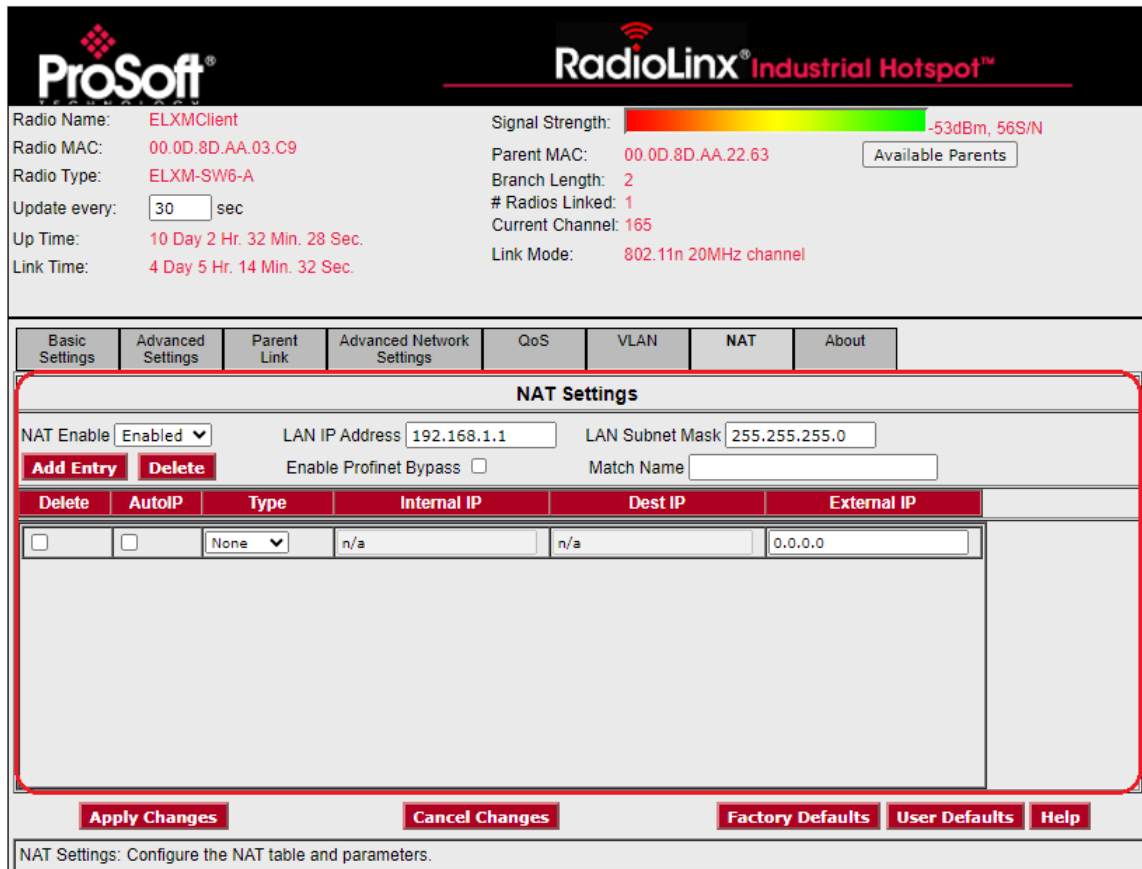 ProSoft®
TECHNOLOGY
RadioLinx® Industrial Hotspot™
Radio Name: ELXMClient
Radio MAC: 00.0D.8D.AA.03.C9
Radio Type: ELXM-SW6-A
Update every: 30 sec
Up Time: 10 Day 2 Hr. 32 Min. 28 Sec.
Link Time: 4 Day 5 Hr. 14 Min. 32 Sec.
Signal Strength: -53dBm, 56S/N
Parent MAC: 00.0D.8D.AA.22.63 Available Parents
Branch Length: 2
# Radios Linked: 1
Current Channel: 165
Link Mode: 802.11n 20MHz channel
Basic Settings Advanced Settings Parent Link Advanced Network Settings QoS VLAN NAT About
NAT Settings
NAT Enable Enabled LAN IP Address 192.168.1.1 LAN Subnet Mask 255.255.255.0
Add Entry Delete Enable Profinet Bypass Match Name
Delete AutoIP Type Internal IP Dest IP External IP
None n/a n/a 0.0.0.0
Apply Changes Cancel Changes Factory Defaults User Defaults Help
NAT Settings: Configure the NAT table and parameters.